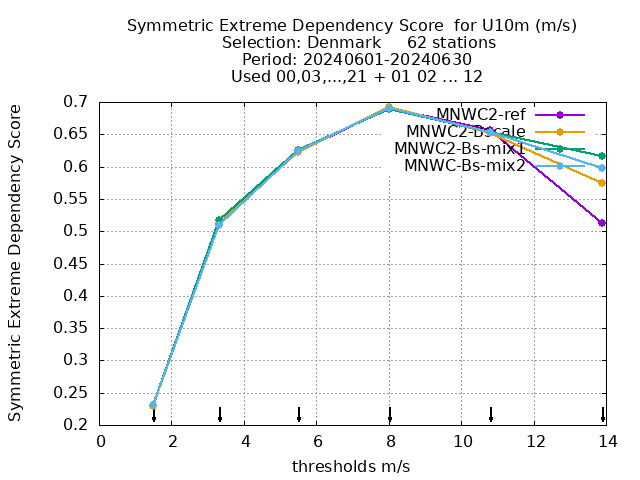 Symmetric Extreme Dependency Score  for U10m (m/s)
Selection: Denmark     62 stations
Period: 20240601-20240630
Used 00,03,...,21 + 01 02 ... 12
Symmetric Extreme Dependency Score
0.7
0.65
0.6
0.55
0.5
0.45
0.4
0.35
0.3
0.25
0.2
MNWC2-ref
MNWC2-Bscale
MNWC2-Bs-mix1
MNWC-Bs-mix2
0 2 4 6 8 10 12 14
thresholds m/s